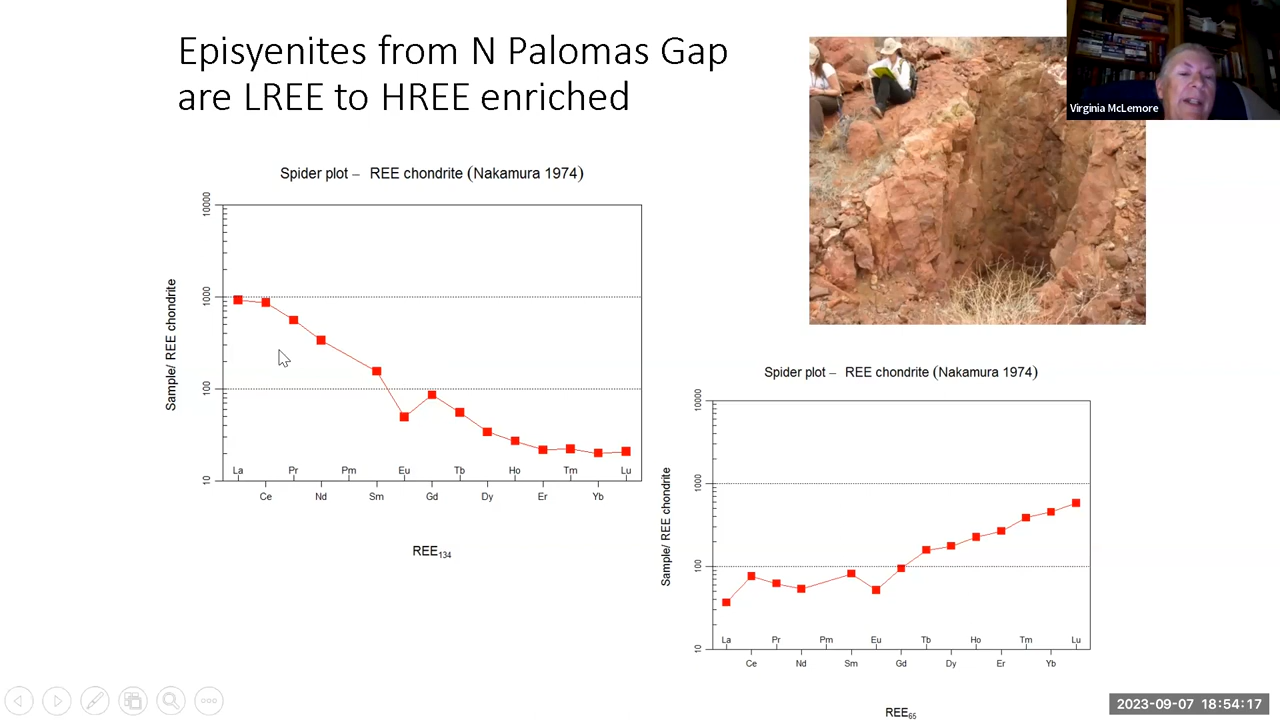 Episyenites from N Palomas Gap
are LREE to HREE enriched
Virginia McLemore
Spider plot – REE chondrite (Nakamura 1974)
Sample/ REE chondrite
10000
1000
100
10
La Pr Pm Eu Tb Ho Tm Lu
Ce Nd Sm Gd Dy Er Yb
REE134
Spider plot – REE chondrite (Nakamura 1974)
Sample/ REE chondrite
10000
1000
100
10
La Pr Pm Eu Tb Ho Tm Lu
Ce Nd Sm Gd Dy Er Yb
REE65
2023-09-07 18:54:17